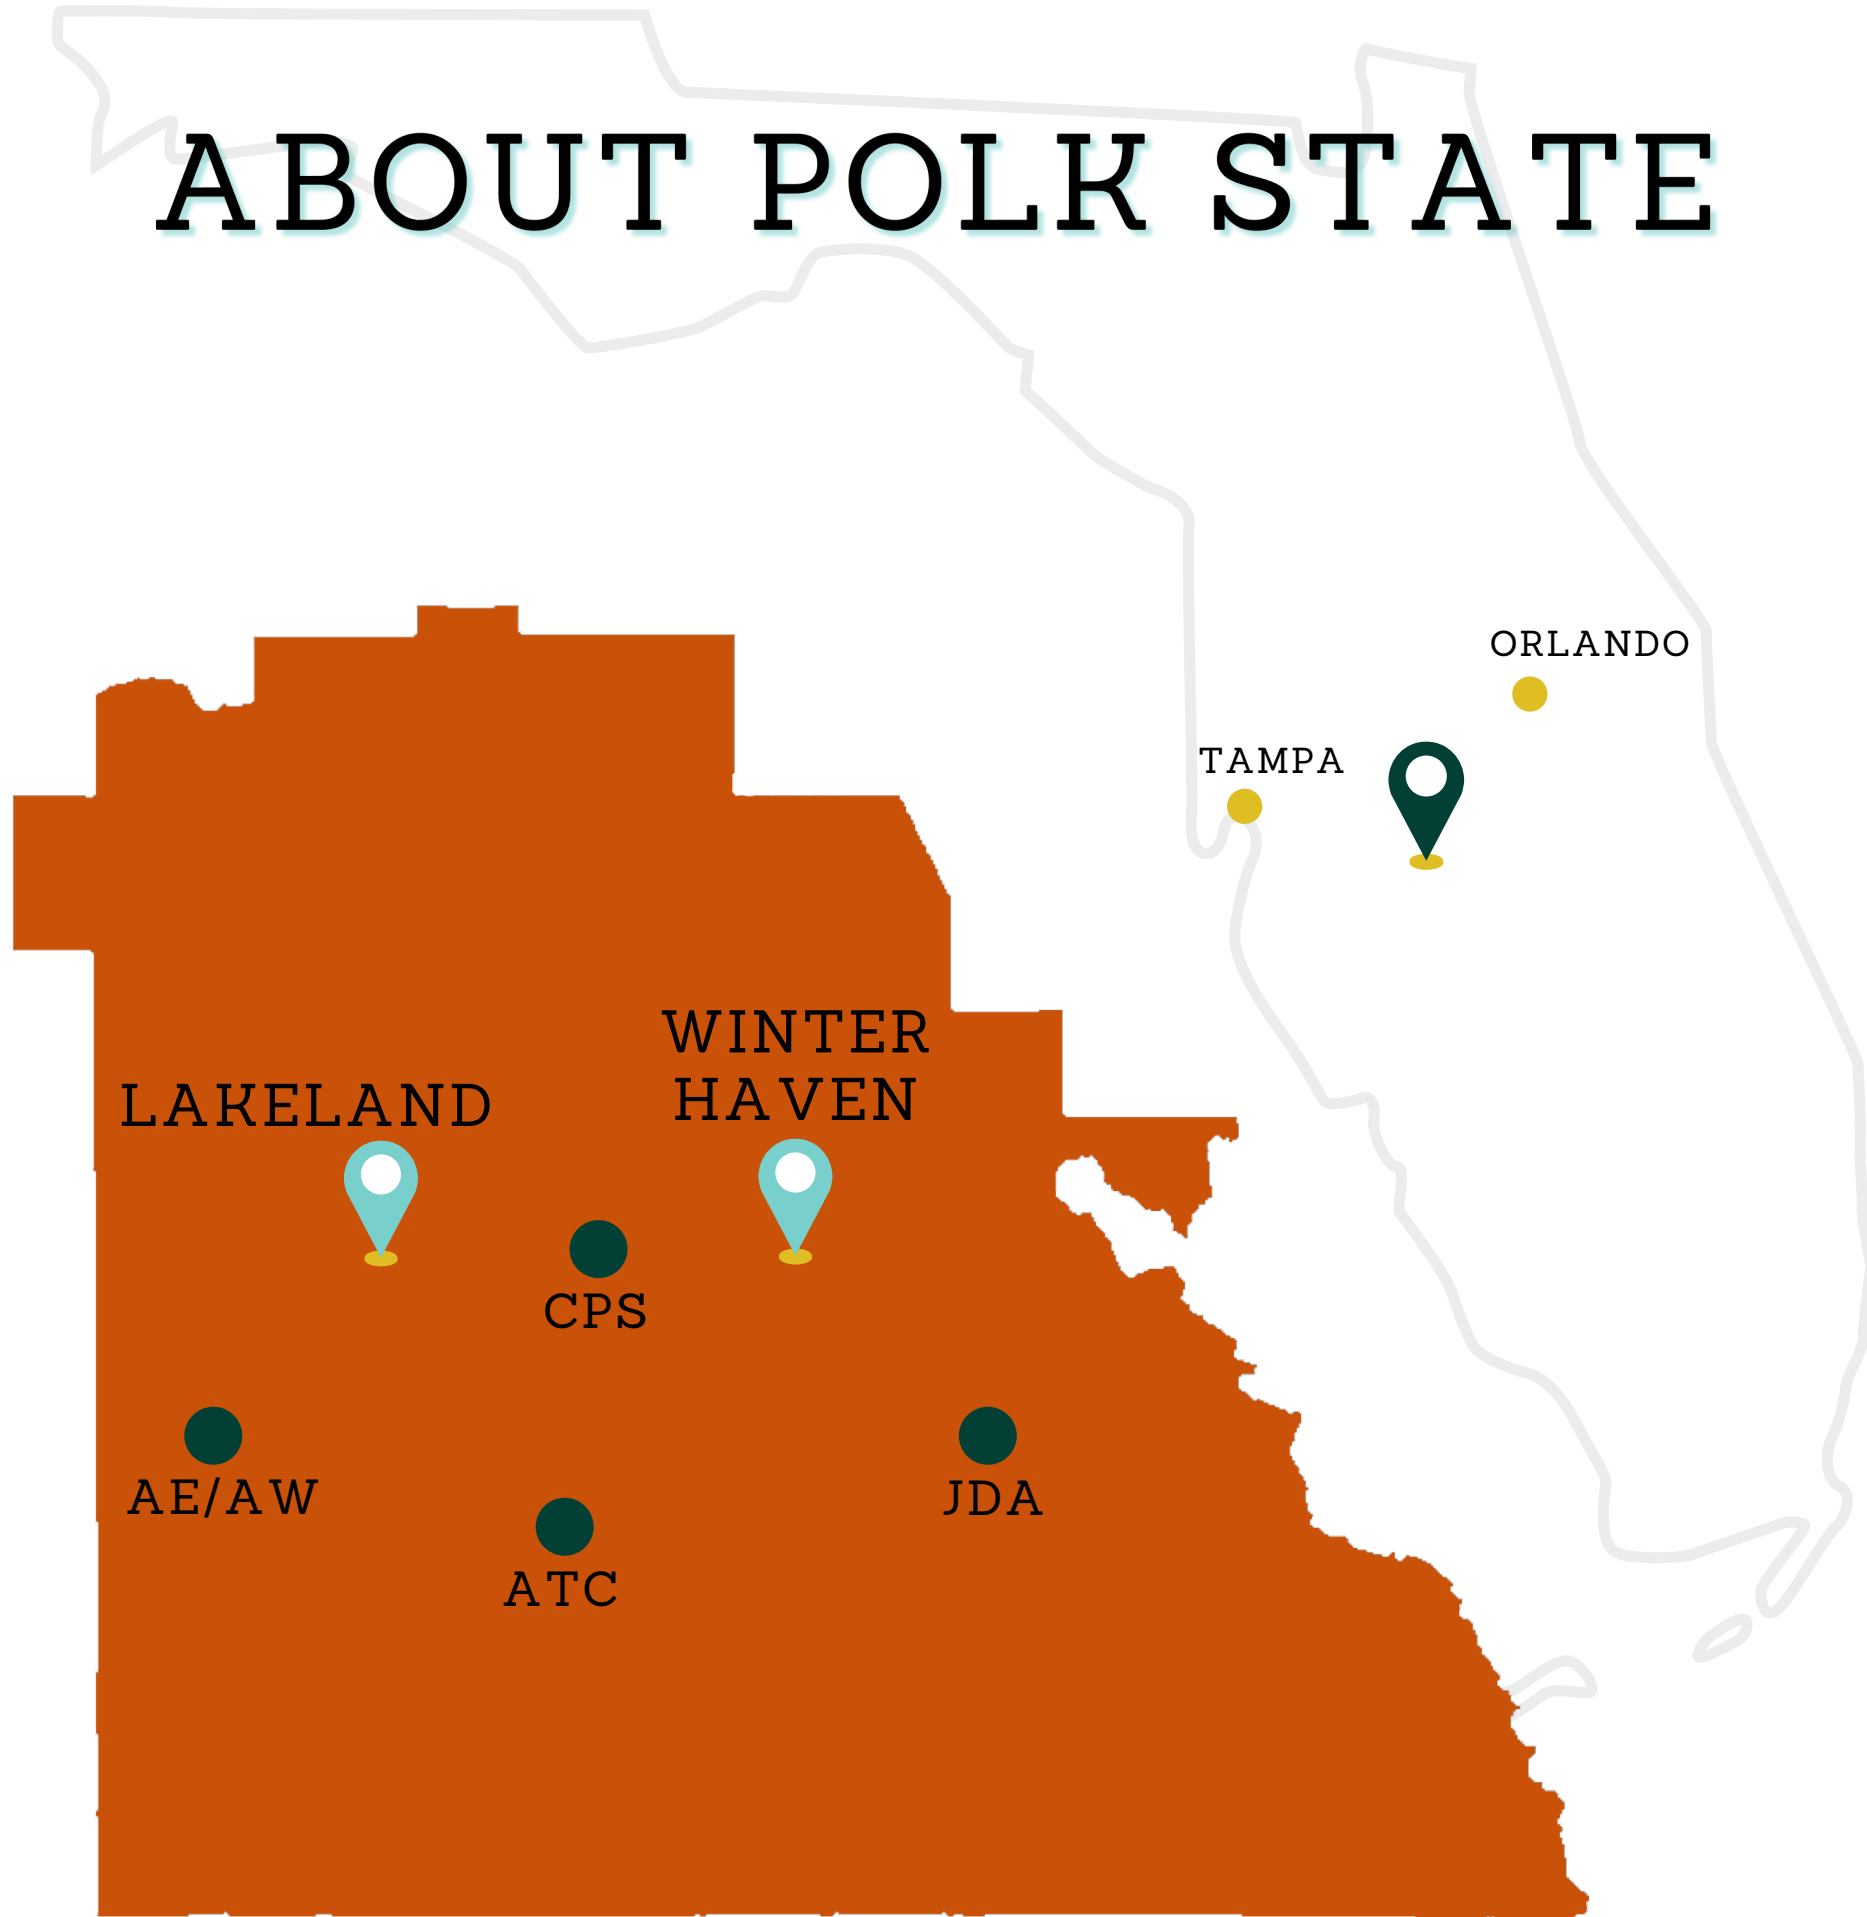 ABOUT POLK STATE
ORLANDO
TAMPA
WINTER
HAVEN
LAKELAND
CPS
AE/AW
JDA
ATC